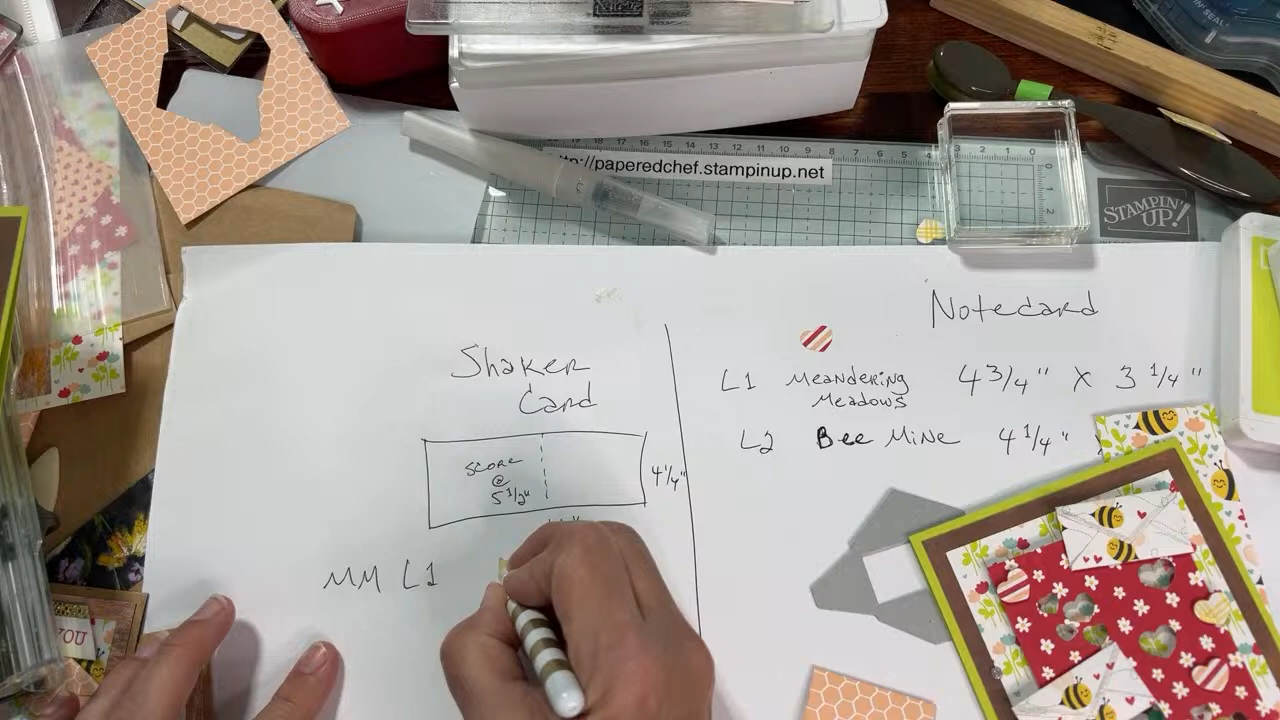 http://paperedchef.stampinup.net
STAMPIN' UP!
Notecard
Shaker
Card
L1 Meandering 4 3/4" X 3 1/4"
Meadows
L2 Bee Mine 4 1/4"
Score
@
5 1/2"
4 1/4"
MM L1
YOU